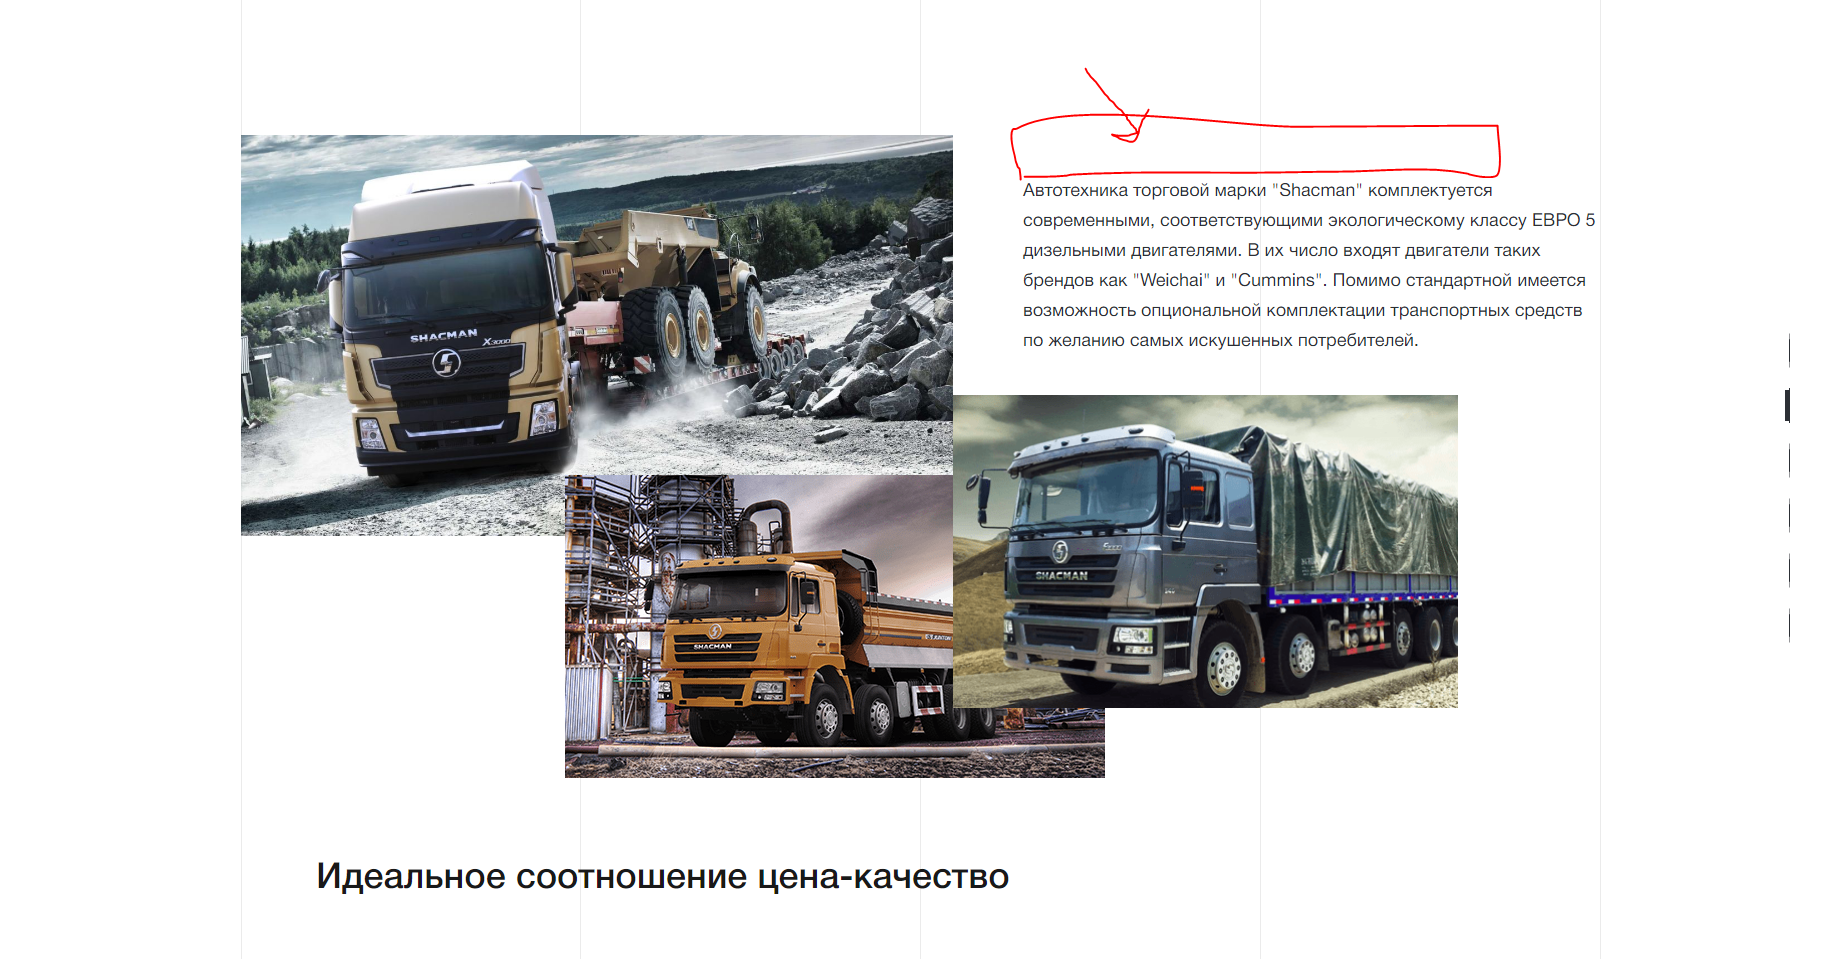 Автотехника торговой марки "Shacman" комплектуется
современными, соответствующими экологическому классу ЕВРО 5
дизельными двигателями. В их число входят двигатели таких
брендов как "Weichai" и "Cummins". Помимо стандартной имеется
возможность опциональной комплектации транспортных средств
по желанию самых искушенных потребителей.
SHACMAN
X3000
SHACMAN
SHACMAN
Идеальное соотношение цена-качество